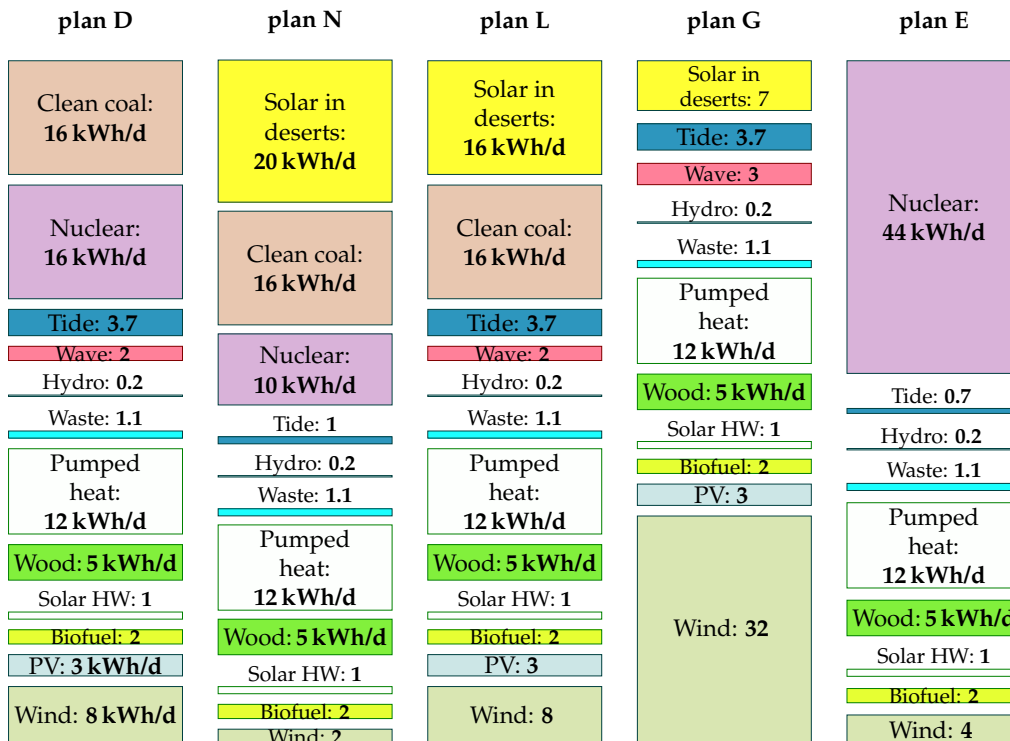 plan D
Clean coal:
16 kWh/d
Nuclear:
16 kWh/d
Tide: 3.7
Wave: 2
Hydro: 0.2
Waste: 1.1
Pumped
heat:
12 kWh/d
Wood: 5 kWh/d
Solar HW: 1
Biofuel: 2
PV: 3 kWh/d
Wind: 8 kWh/d
plan N
Solar in
deserts:
20 kWh/d
Clean coal:
16 kWh/d
Nuclear:
10 kWh/d
Tide: 1
Hydro: 0.2
Waste: 1.1
Pumped
heat:
12 kWh/d
Wood: 5 kWh/d
Solar HW: 1
Biofuel: 2
Wind: 2
plan L
Solar in
deserts:
16 kWh/d
Clean coal:
16 kWh/d
Tide: 3.7
Wave: 2
Hydro: 0.2
Waste: 1.1
Pumped
heat:
12 kWh/d
Wood: 5 kWh/d
Solar HW: 1
Biofuel: 2
PV: 3
Wind: 8
plan G
Solar in
deserts: 7
Tide: 3.7
Wave: 3
Hydro: 0.2
Waste: 1.1
Pumped
heat:
12 kWh/d
Wood: 5 kWh/d
Solar HW: 1
Biofuel: 2
PV: 3
Wind: 32
plan E
Nuclear:
44 kWh/d
Tide: 0.7
Hydro: 0.2
Waste: 1.1
Pumped
heat:
12 kWh/d
Wood: 5 kWh/d
Solar HW: 1
Biofuel: 2
Wind: 4